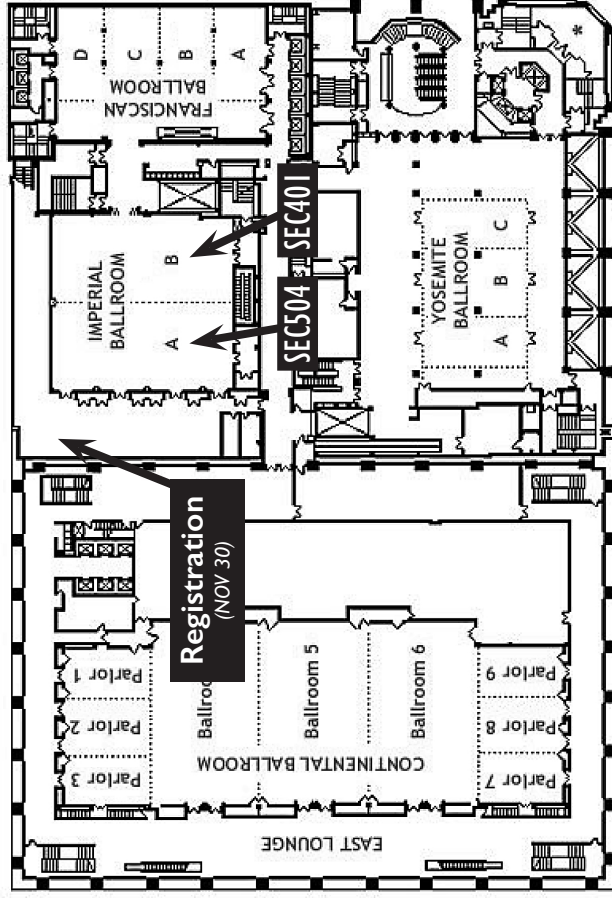 D
C
B
A
FRANCISCAN
BALLROOM
*
IMPERIAL
BALLROOM
B
A
SEC401
SEC504
YOSEMITE
BALLROOM
C
B
A
Registration
(NOV 30)
Parlor 1
Parlor 2
Parlor 3
Ballroom 5
Ballroom 6
CONTINENTAL BALLROOM
Parlor 9
Parlor 8
Parlor 7
EAST LOUNGE